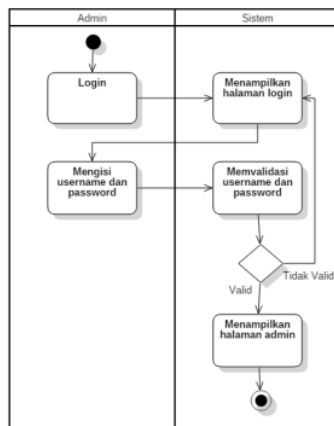 Admin
Sistem
Login
Menampilkan
halaman login
Mengisi
username dan
password
Memvalidasi
username dan
password
Tidak Valid
Valid
Menampilkan
halaman admin